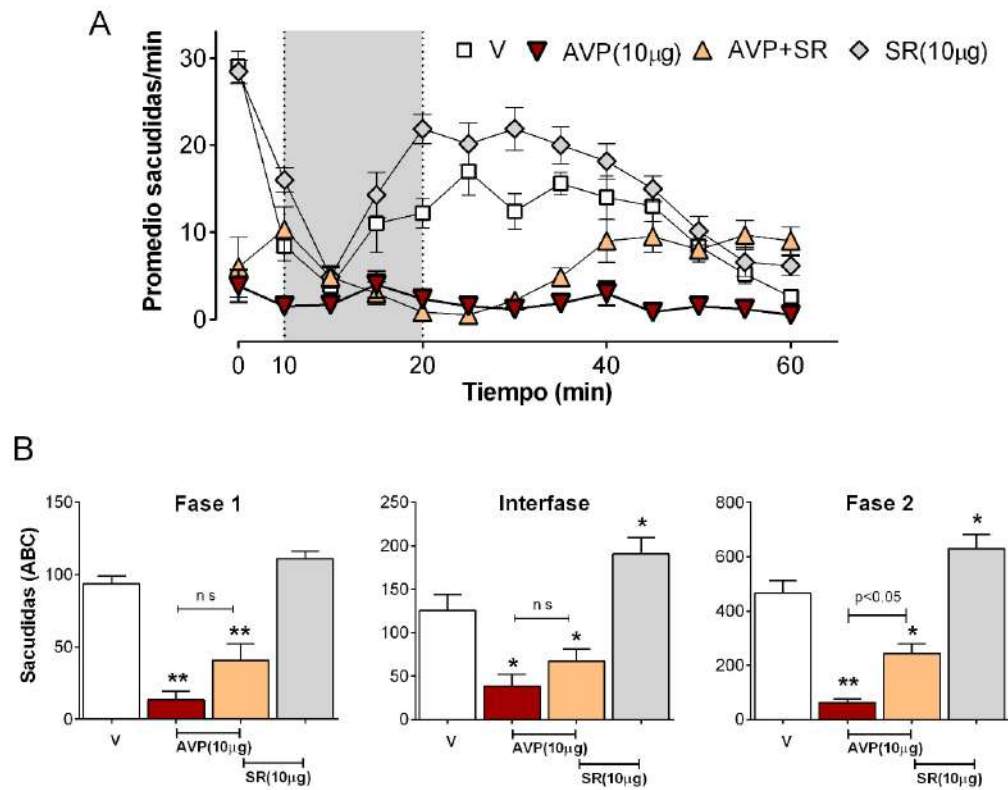 A
Promedio sacudidas/min
30
20
10
0
V AVP(10µg) AVP+SR SR(10µg)
0 10 20 40 60
Tiempo (min)
B
Sacudidas (ABC)
Fase 1
150
100
50
0
n s
**
**
V
AVP(10µg)
SR(10µg)
Interfase
250
200
150
100
50
0
n s
*
*
*
V
AVP(10µg)
SR(10µg)
Fase 2
800
600
400
200
0
p<0.05
*
*
**
V
AVP(10µg)
SR(10µg)